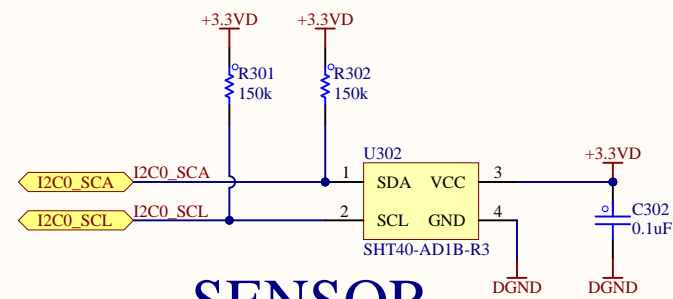 +3.3VD
+3.3VD
R301
150k
R302
150k
U302
+3.3VD
I2C0_SCA
I2C0_SCA
1
SDA
VCC
3
I2C0_SCL
I2C0_SCL
2
SCL
GND
4
C302
0.1uF
SHT40-AD1B-R3
DGND
DGND
SENSOR